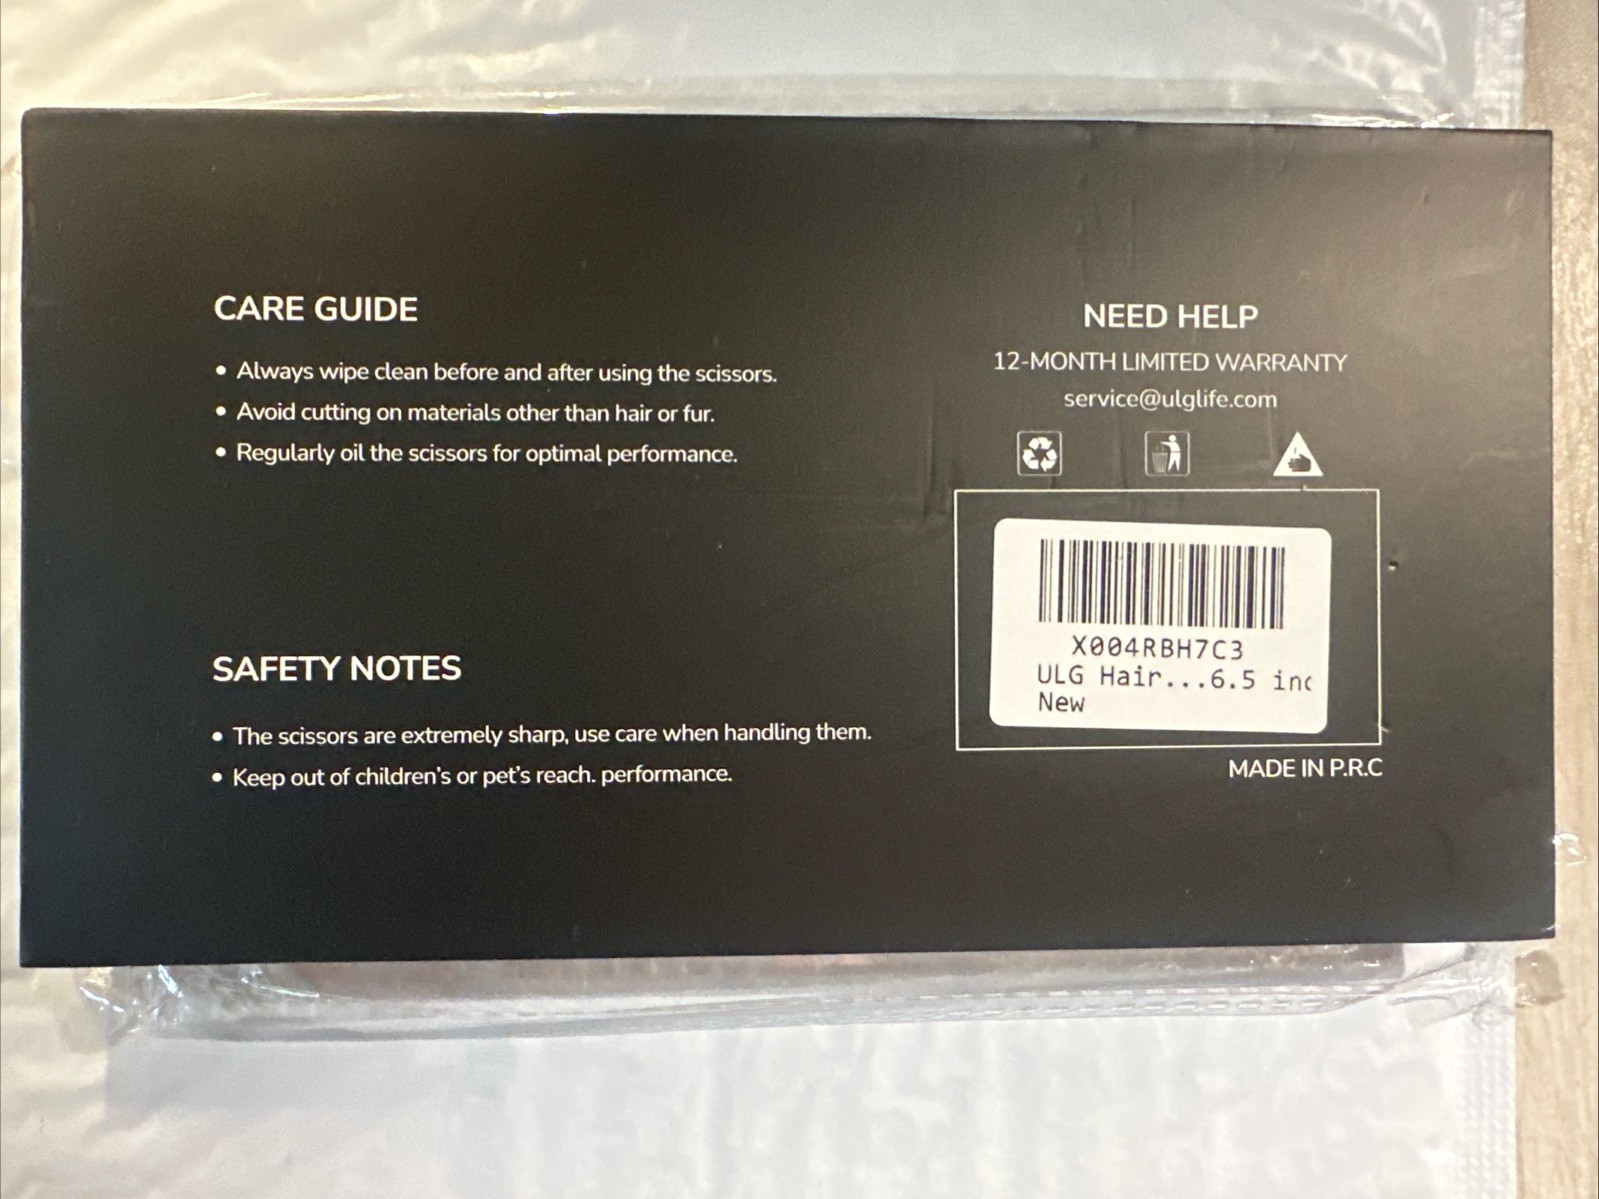 CARE GUIDE
• Always wipe clean before and after using the scissors.
• Avoid cutting on materials other than hair or fur.
• Regularly oil the scissors for optimal performance.
SAFETY NOTES
• The scissors are extremely sharp, use care when handling them.
• Keep out of children's or pet's reach. performance.
NEED HELP
12-MONTH LIMITED WARRANTY
service@ulglife.com
X004RBH7C3
ULG Hair...6.5 inc
New
MADE IN P.R.C